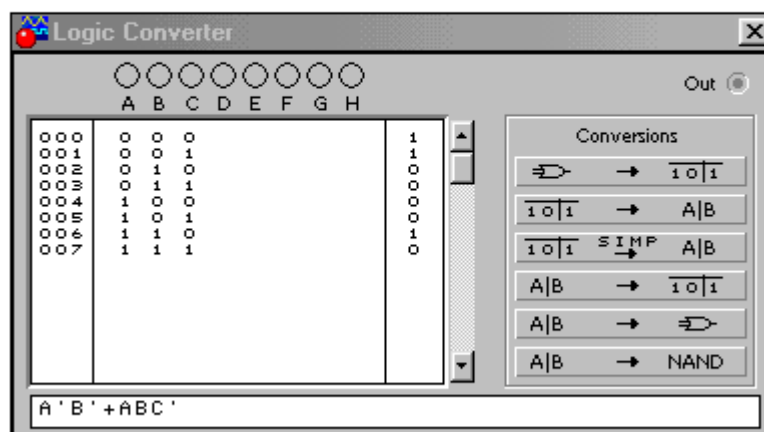 Logic Converter
Out
A B C D E F G H
000 0 0 0 1
001 0 0 1 1
002 0 1 0 0
003 0 1 1 0
004 1 0 0 0
005 1 0 1 0
006 1 1 0 1
007 1 1 1 0
Conversions
→ 1 0|1
1 0|1 → A|B
1 0|1 SIMP → A|B
A|B → 1 0|1
A|B →
A|B → NAND
A'B'+ABC'